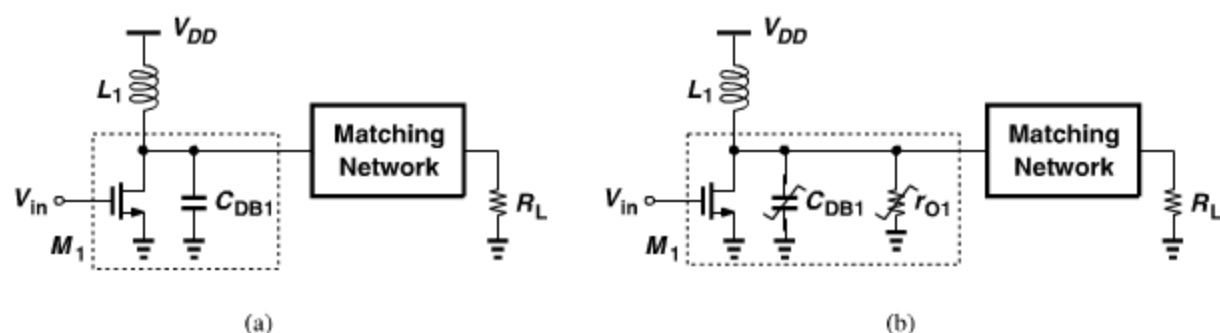 V_DD
L_1
Matching
Network
V_in
C_DB1
M_1
R_L
(a)
V_DD
L_1
Matching
Network
V_in
C_DB1
r_O1
M_1
R_L
(b)